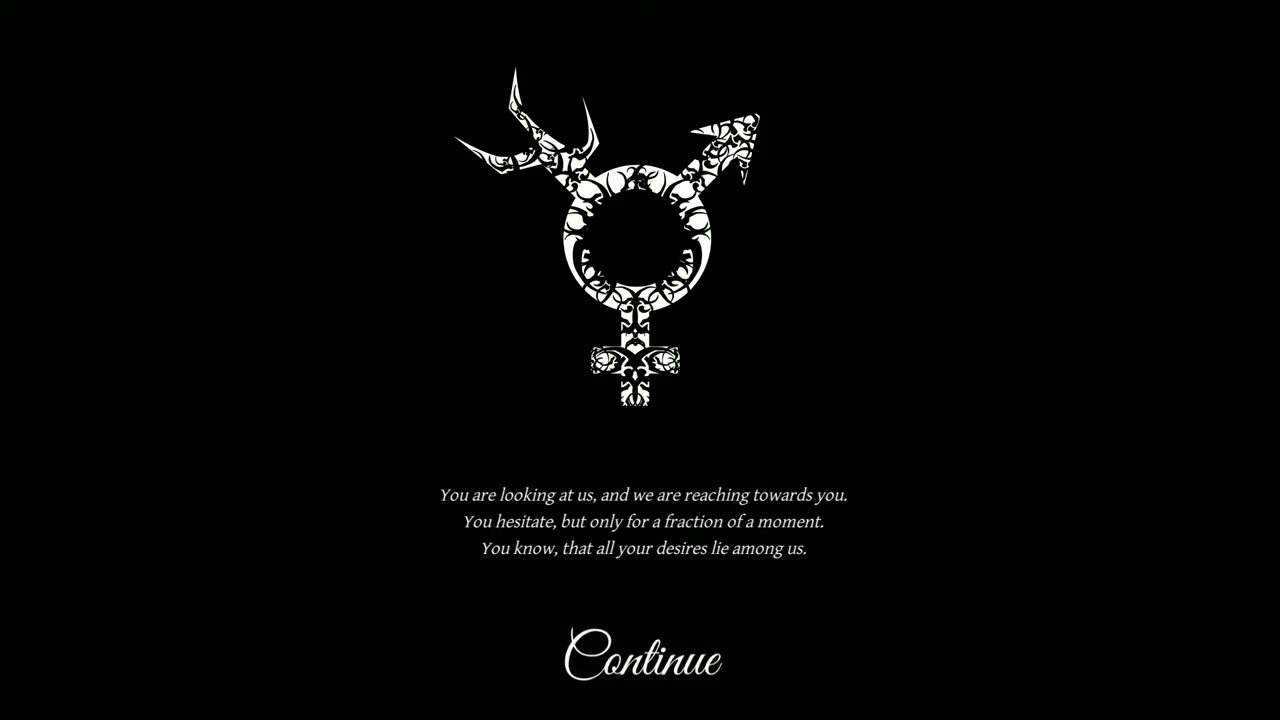 You are looking at us, and we are reaching towards you.
You hesitate, but only for a fraction of a moment.
You know, that all your desires lie among us.
Continue